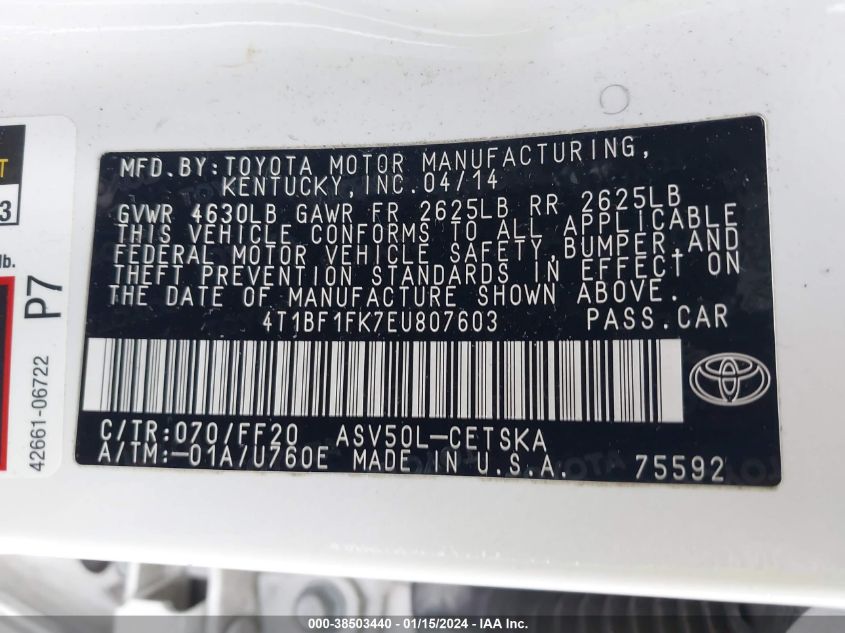 T
3
lb.
P7
42661-06722
MFD.BY:TOYOTA MOTOR MANUFACTURING,
KENTUCKY,INC.04/14
GVWR 4630LB GAWR FR 2625LB RR 2625LB
THIS VEHICLE CONFORMS TO ALL APPLICABLE
FEDERAL MOTOR VEHICLE SAFETY,BUMPER,AND
THEFT PREVENTION STANDARDS IN EFFECT ON
THE DATE OF MANUFACTURE SHOWN ABOVE.
4T1BF1FK7EU807603 PASS.CAR
C/TR:070/FF20 ASV50L-CETSKA
A/TM:-01A/U760E MADE IN U.S.A. 75592
000-38503440 - 01/15/2024 - IAA Inc.